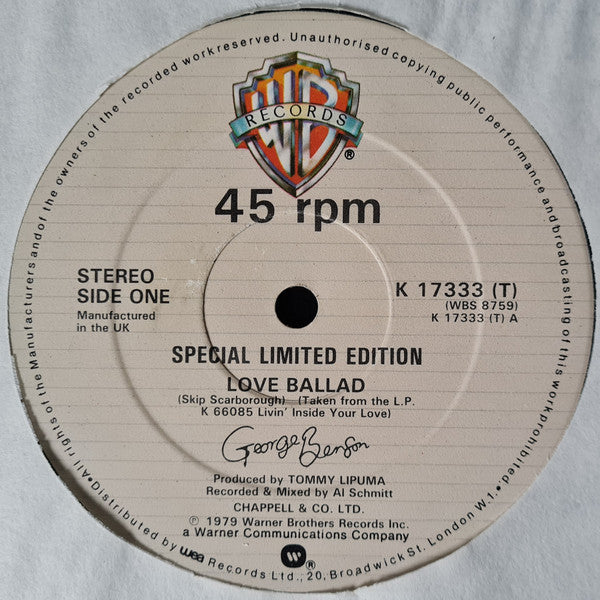 •All rights of the Manufacturers and of the owners of the recorded work reserved. Unauthorised copying public performance and broadcasting of this work prohibited.•
WB
RECORDS
®
45 rpm
STEREO
SIDE ONE
Manufactured
in the UK
K 17333 (T)
(WBS 8759)
K 17333 (T) A
SPECIAL LIMITED EDITION
LOVE BALLAD
(Skip Scarborough) (Taken from the L.P.
K 66085 Livin' Inside Your Love)
George Benson
Produced by TOMMY LIPUMA
Recorded & Mixed by Al Schmitt
CHAPPELL & CO. LTD.
℗ 1979 Warner Brothers Records Inc.
a Warner Communications Company
®
Distributed by wea Records Ltd., 20, Broadwick St. London W.1.